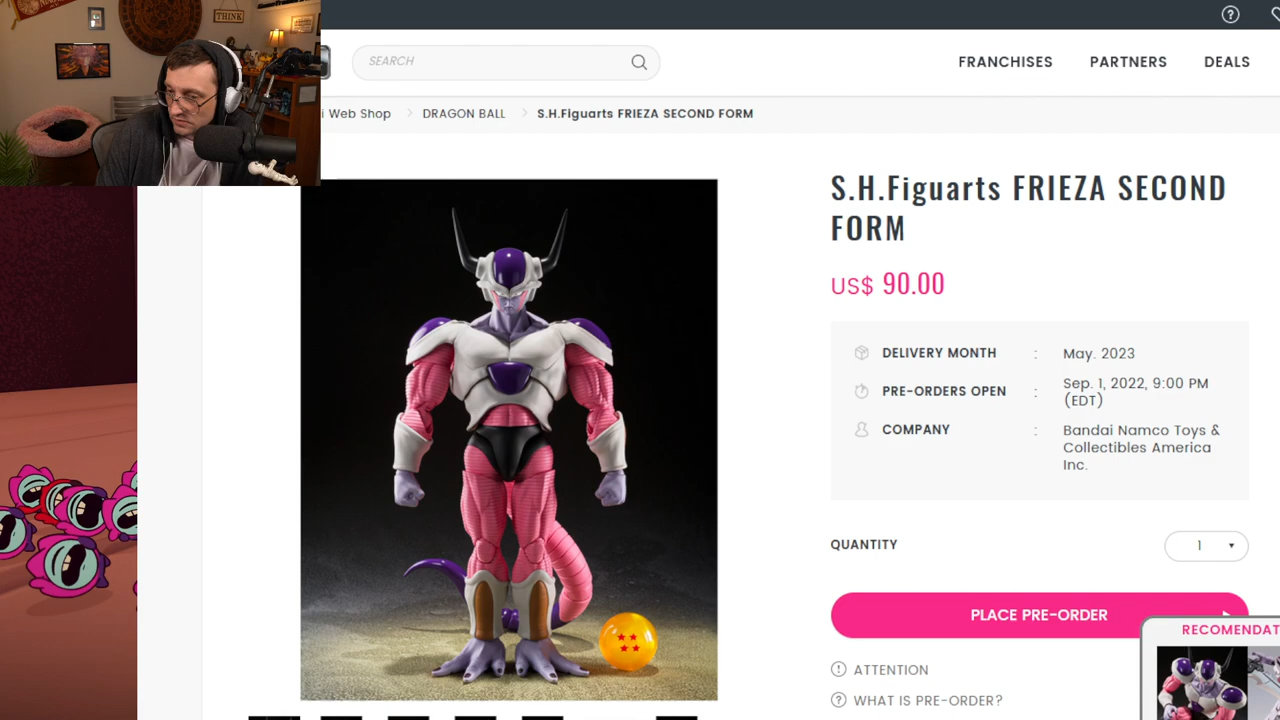 THINK
SEARCH
FRANCHISES
PARTNERS
DEALS
i Web Shop
DRAGON BALL
S.H.Figuarts FRIEZA SECOND FORM
S.H.Figuarts FRIEZA SECOND
FORM
US$ 90.00
DELIVERY MONTH : May. 2023
PRE-ORDERS OPEN : Sep. 1, 2022, 9:00 PM
(EDT)
COMPANY : Bandai Namco Toys &
Collectibles America
Inc.
QUANTITY
1
PLACE PRE-ORDER
RECOMENDAT
ATTENTION
WHAT IS PRE-ORDER?